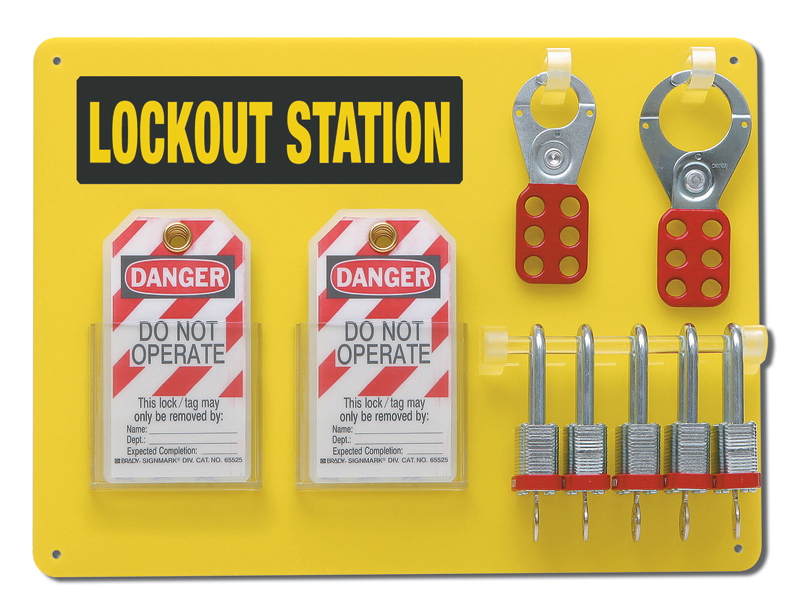 LOCKOUT STATION
DANGER
DO NOT
OPERATE
This lock / tag may
only be removed by:
Name:
Dept.:
Expected Completion:
BRADY. SIGNMARK® DIV. CAT. NO. 65525
DANGER
DO NOT
OPERATE
This lock / tag may
only be removed by:
Name:
Dept.:
Expected Completion:
BRADY. SIGNMARK® DIV. CAT. NO. 65525